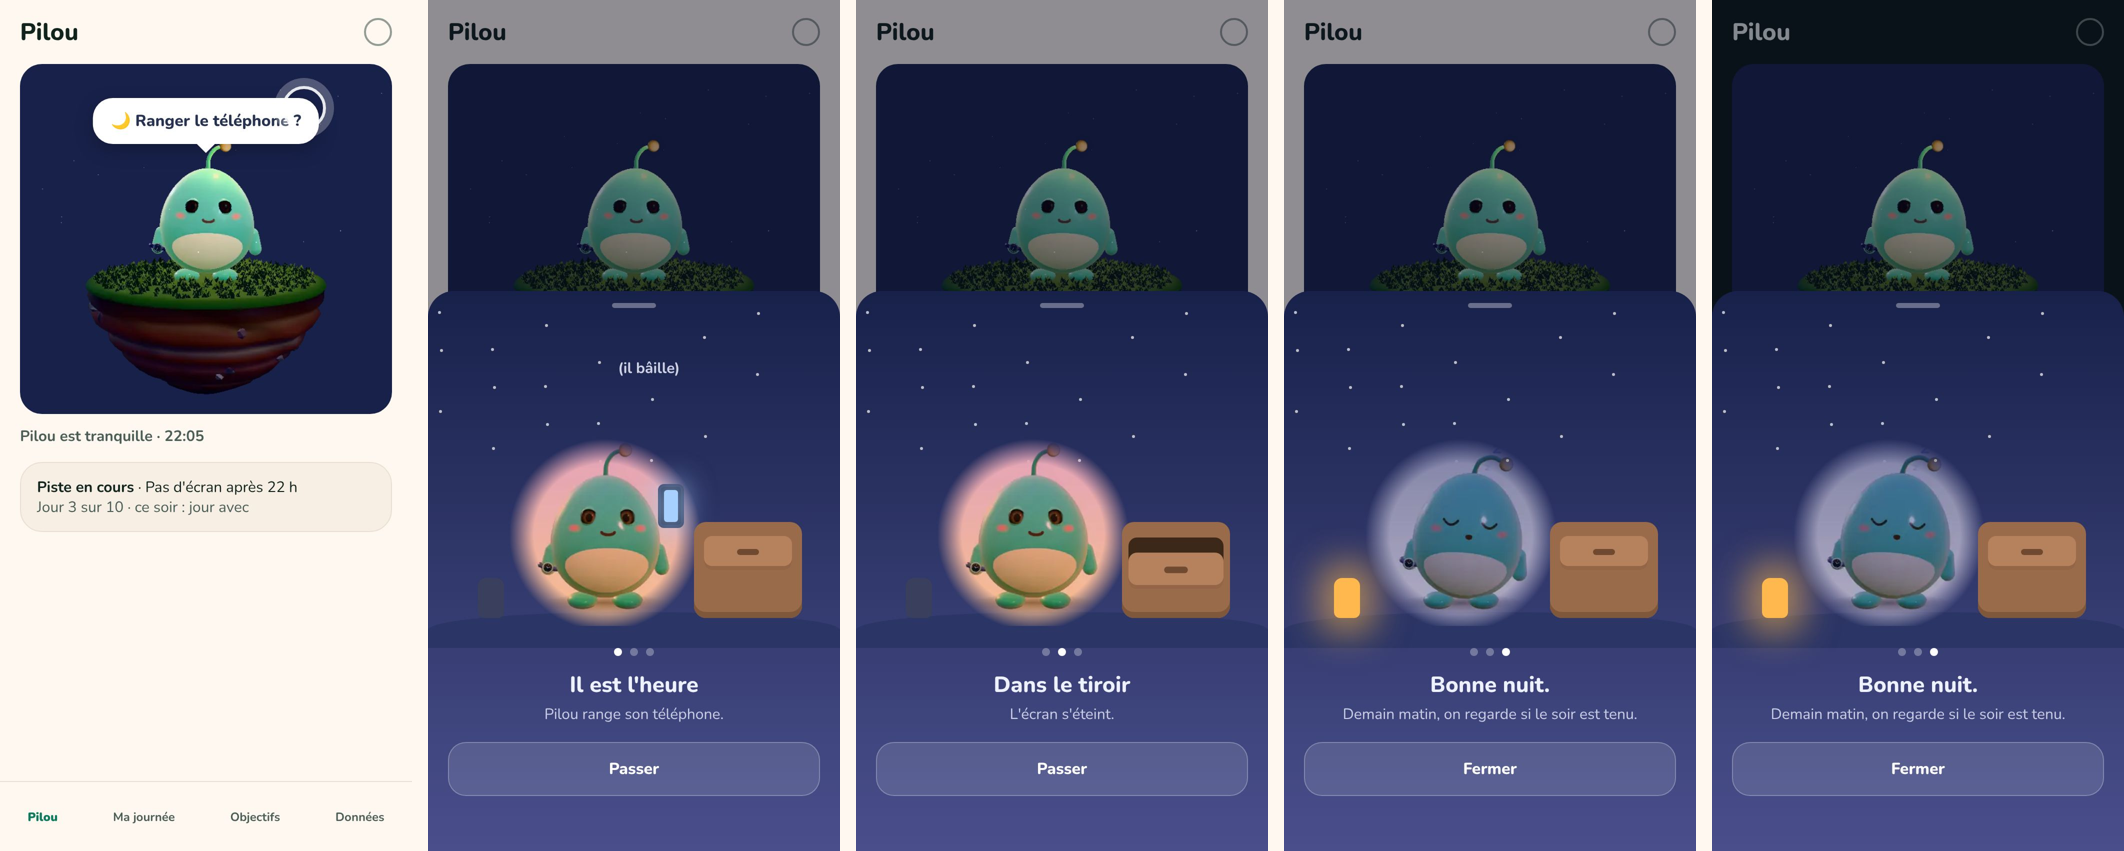 Pilou
🌙 Ranger le téléphone ?
Pilou est tranquille · 22:05
Piste en cours · Pas d'écran après 22 h
Jour 3 sur 10 · ce soir : jour avec
Pilou
Ma journée
Objectifs
Données
Pilou
(il bâille)
Il est l'heure
Pilou range son téléphone.
Passer
Pilou
Dans le tiroir
L'écran s'éteint.
Passer
Pilou
Bonne nuit.
Demain matin, on regarde si le soir est tenu.
Fermer
Pilou
Bonne nuit.
Demain matin, on regarde si le soir est tenu.
Fermer